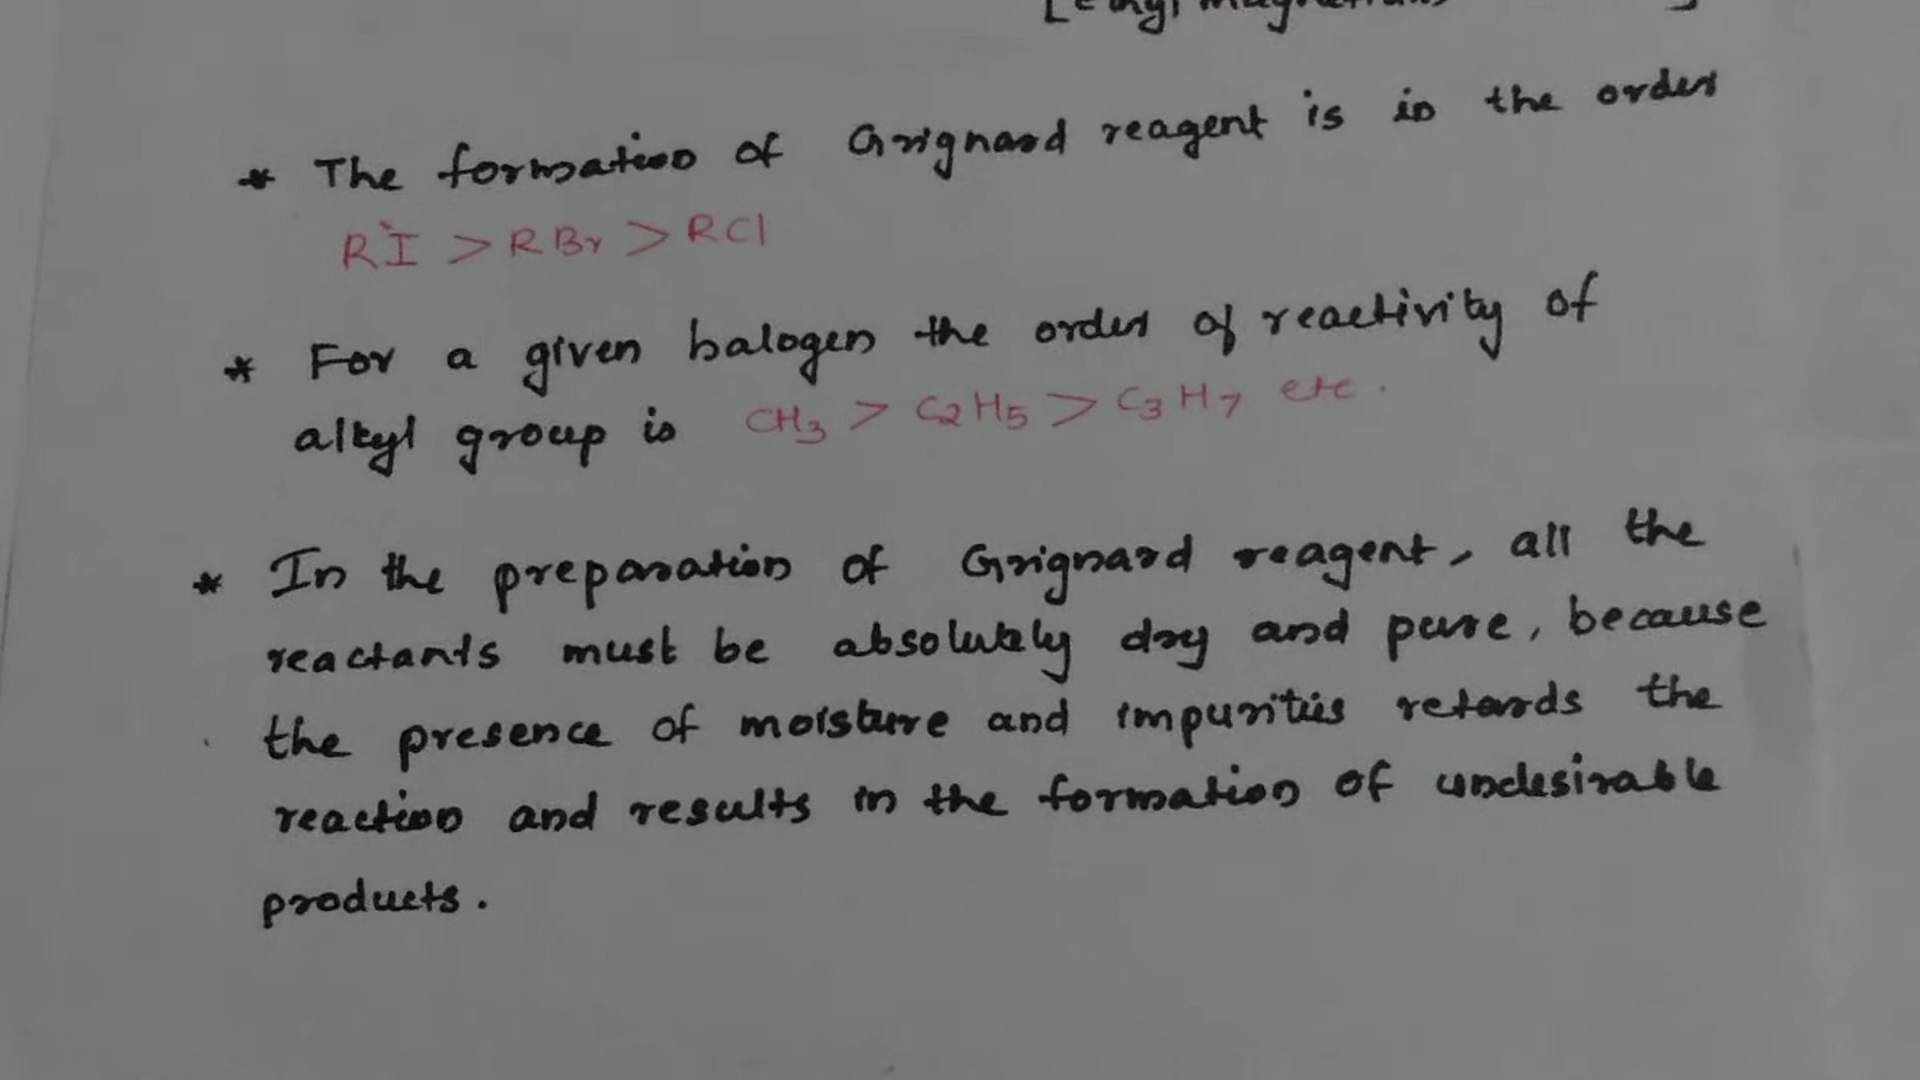 * The formation of Grignard reagent is in the order
RI > RBr > RCl
* For a given halogen the order of reactivity of
alkyl group is CH3 > C2H5 > C3H7 etc.
* In the preparation of Grignard reagent, all the
reactants must be absolutely dry and pure, because
the presence of moisture and impurities retards the
reaction and results in the formation of undesirable
products.